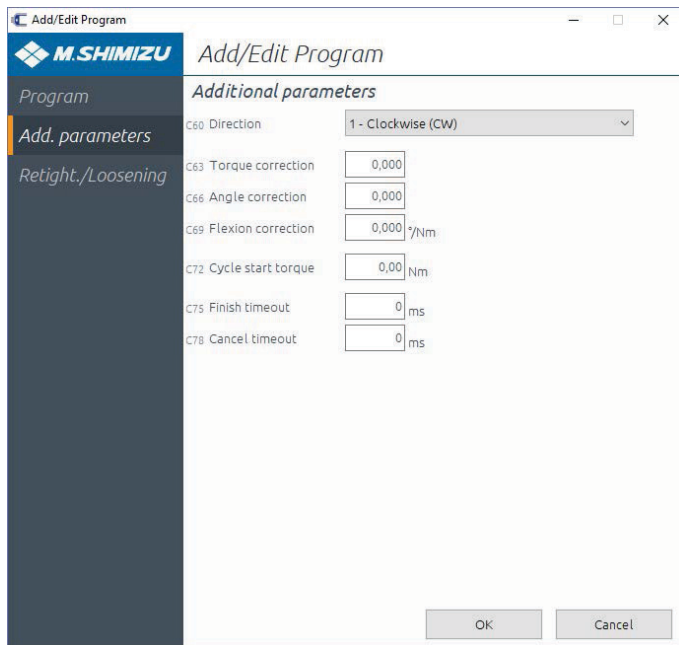 Add/Edit Program
M.SHIMIZU
Add/Edit Program
Program
Add. parameters
Retight./Loosening
Additional parameters
C60 Direction 1 - Clockwise (CW)
C63 Torque correction 0,000
C66 Angle correction 0,000
C69 Flexion correction 0,000 °/Nm
C72 Cycle start torque 0,00 Nm
C75 Finish timeout 0 ms
C78 Cancel timeout 0 ms
OK Cancel